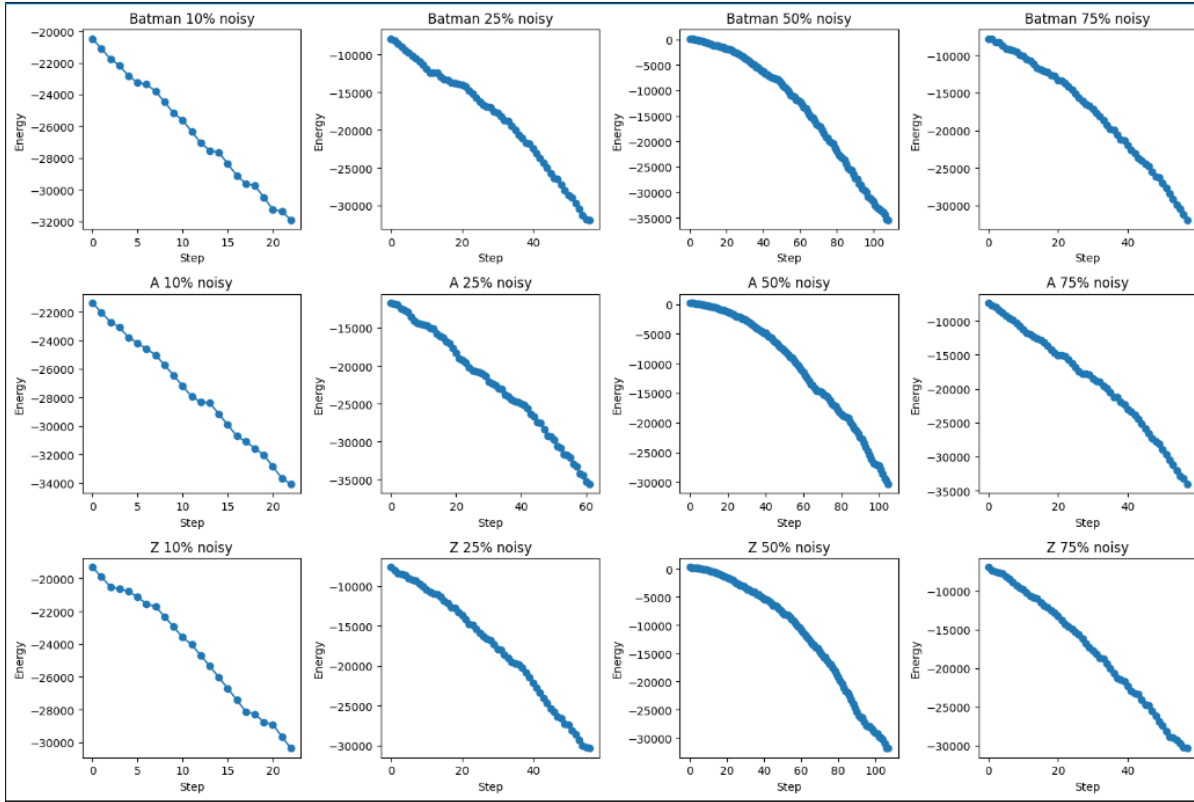 Batman 10% noisy
Energy
−20000
−22000
−24000
−26000
−28000
−30000
−32000
0 5 10 15 20
Step
Batman 25% noisy
Energy
−10000
−15000
−20000
−25000
−30000
0 20 40
Step
Batman 50% noisy
Energy
0
−5000
−10000
−15000
−20000
−25000
−30000
−35000
0 20 40 60 80 100
Step
Batman 75% noisy
Energy
−10000
−15000
−20000
−25000
−30000
0 20 40
Step
A 10% noisy
Energy
−22000
−24000
−26000
−28000
−30000
−32000
−34000
0 5 10 15 20
Step
A 25% noisy
Energy
−15000
−20000
−25000
−30000
−35000
0 20 40 60
Step
A 50% noisy
Energy
0
−5000
−10000
−15000
−20000
−25000
−30000
0 20 40 60 80 100
Step
A 75% noisy
Energy
−10000
−15000
−20000
−25000
−30000
−35000
0 20 40
Step
Z 10% noisy
Energy
−20000
−22000
−24000
−26000
−28000
−30000
0 5 10 15 20
Step
Z 25% noisy
Energy
−10000
−15000
−20000
−25000
−30000
0 20 40
Step
Z 50% noisy
Energy
0
−5000
−10000
−15000
−20000
−25000
−30000
0 20 40 60 80 100
Step
Z 75% noisy
Energy
−10000
−15000
−20000
−25000
−30000
0 20 40
Step